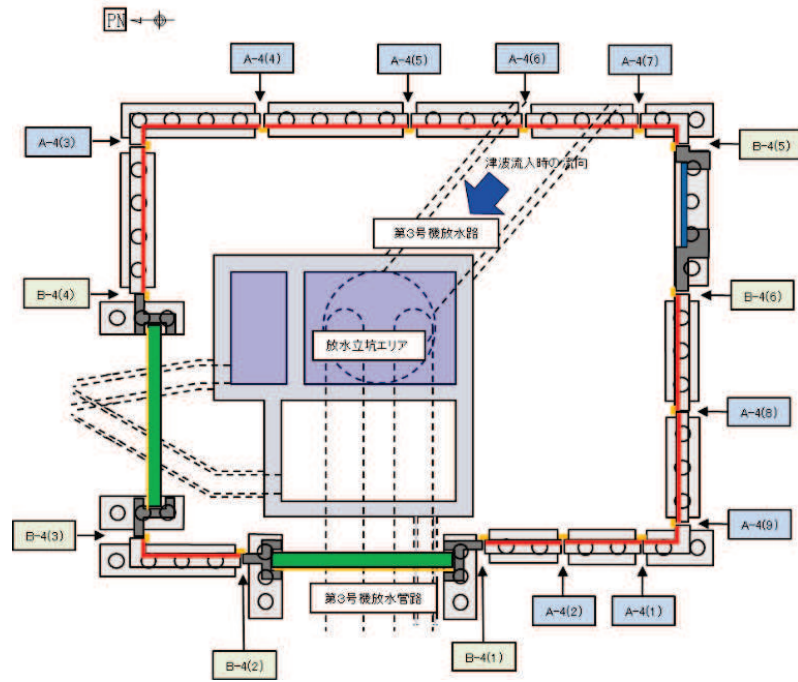 PN
A-4(4)
A-4(5)
A-4(6)
A-4(7)
A-4(3)
B-4(5)
津波流入時の流向
第3号機放水路
B-4(4)
B-4(6)
放水立坑エリア
A-4(8)
B-4(3)
A-4(9)
第3号機放水管路
A-4(2)
A-4(1)
B-4(2)
B-4(1)